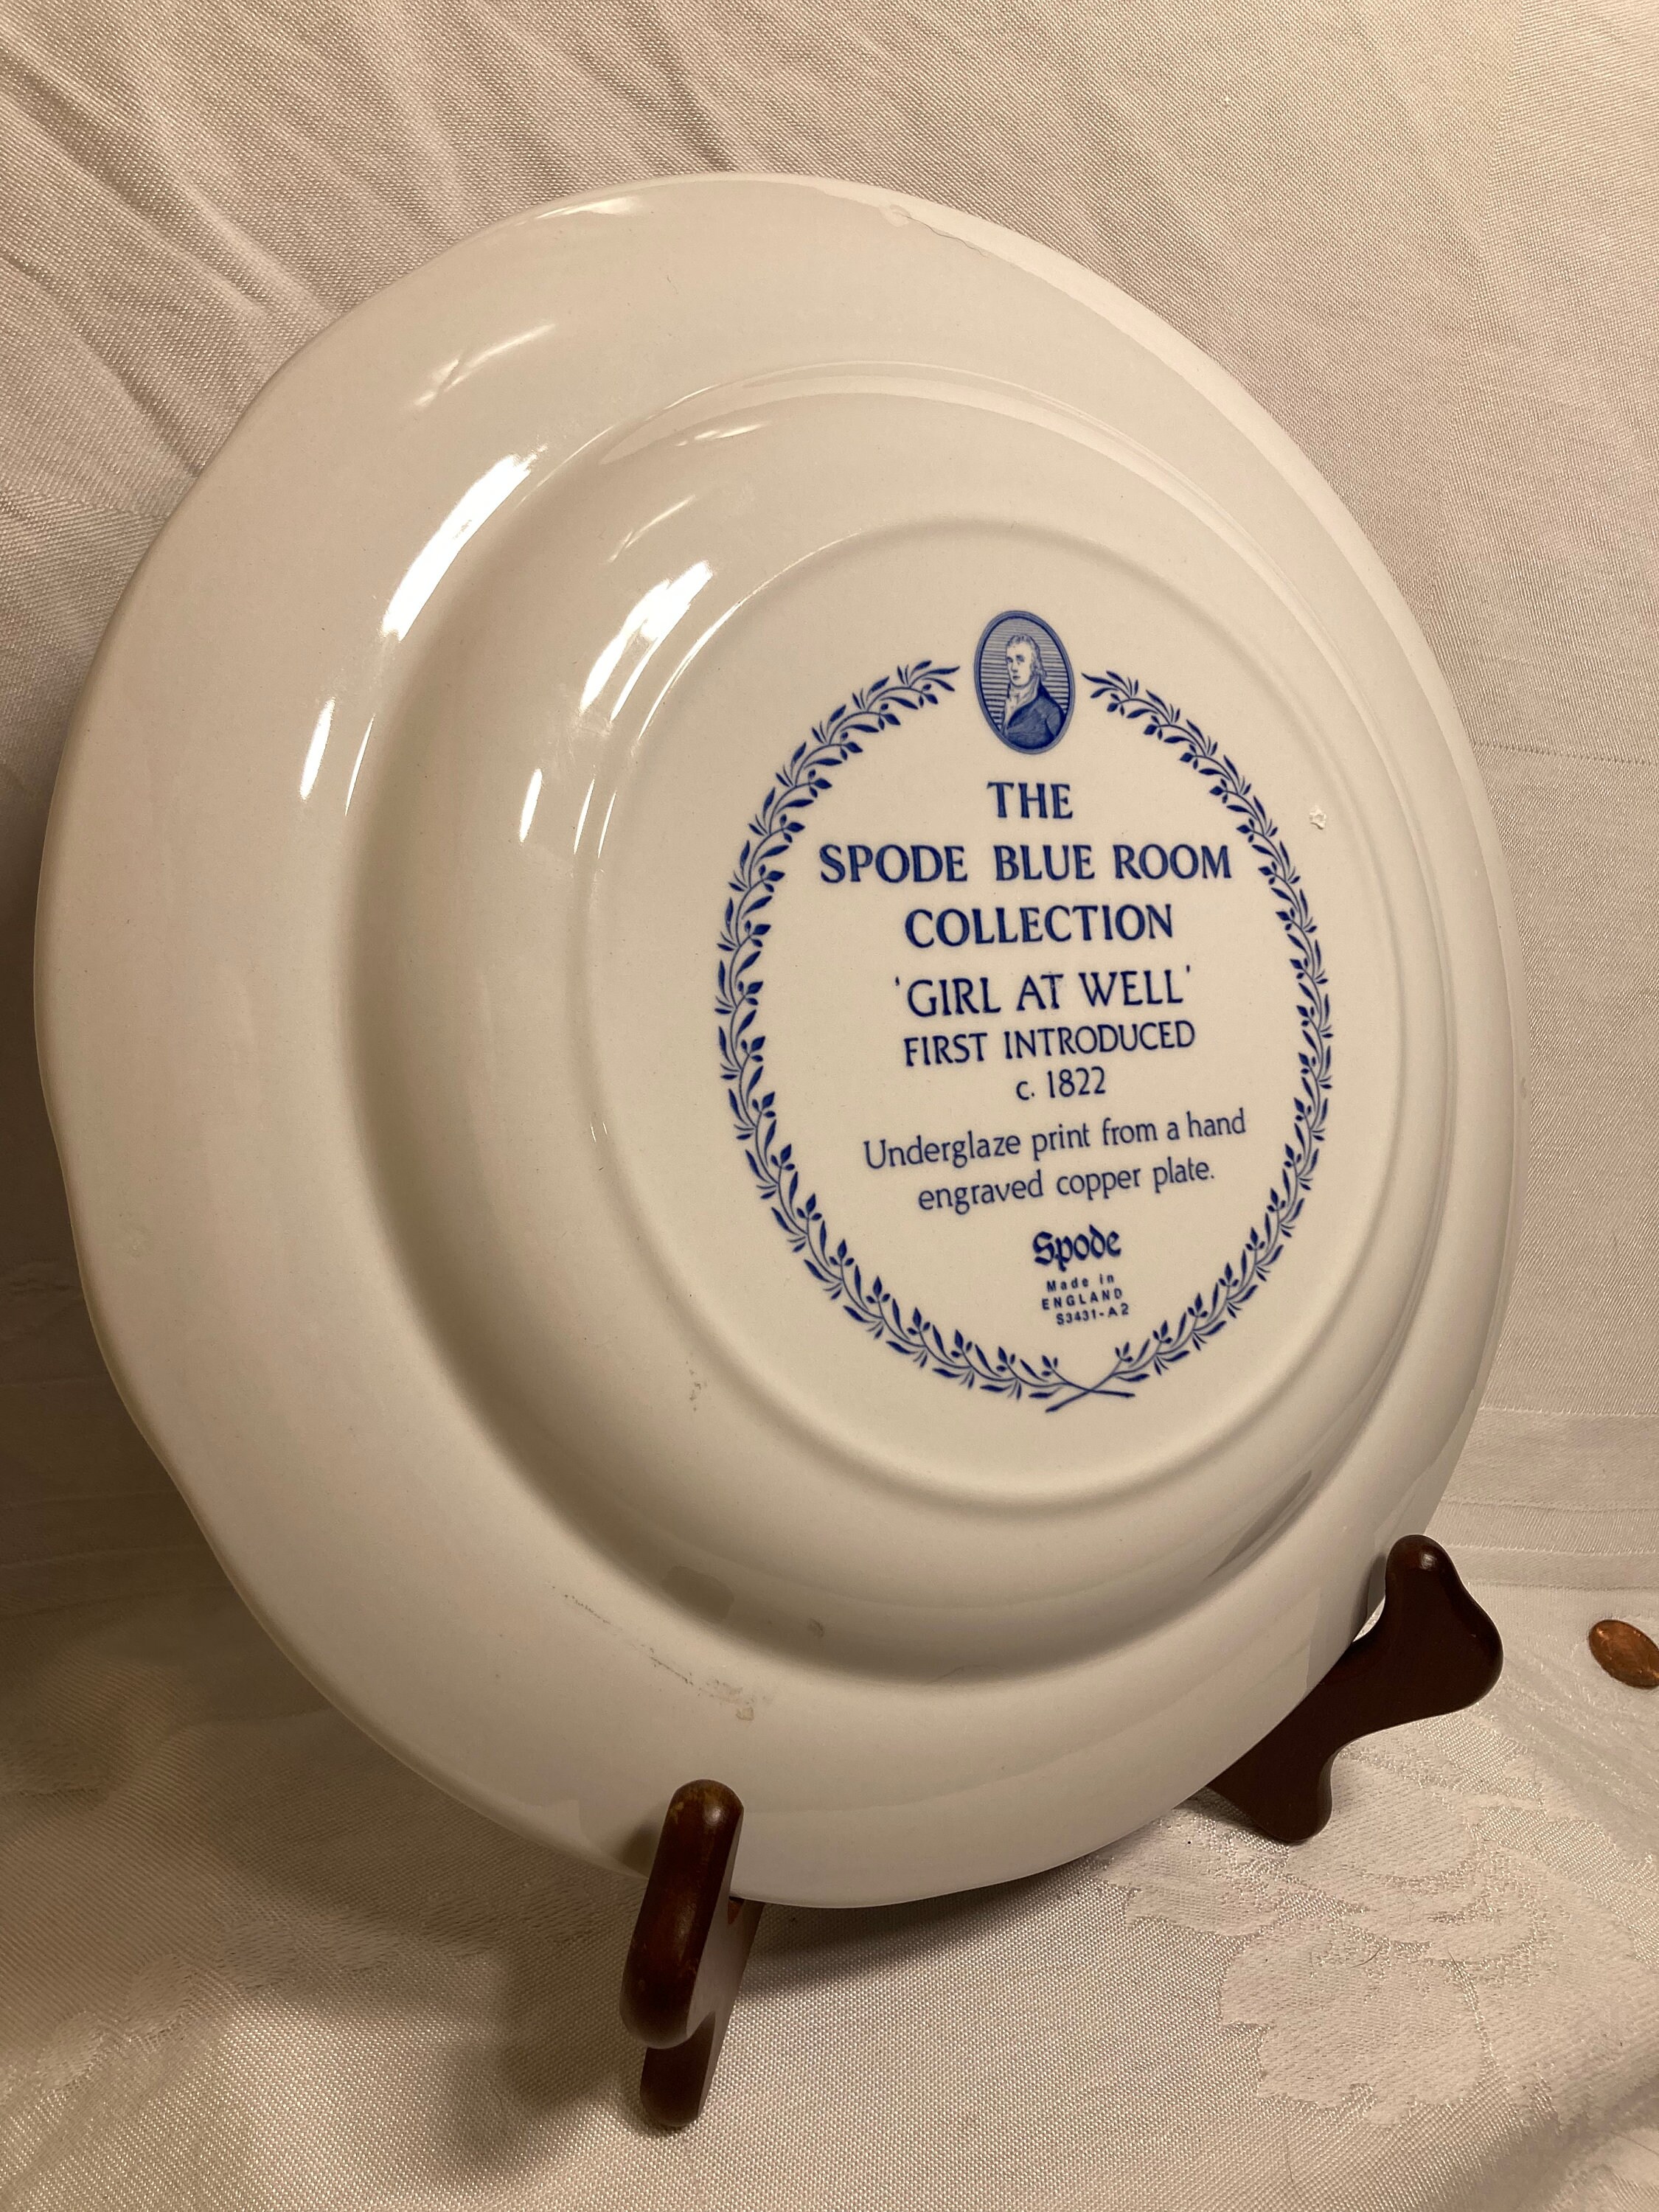 THE
SPODE BLUE ROOM
COLLECTION
'GIRL AT WELL'
FIRST INTRODUCED
c. 1822
Underglaze print from a hand
engraved copper plate.
Spode
Made in
ENGLAND
S3431-A2